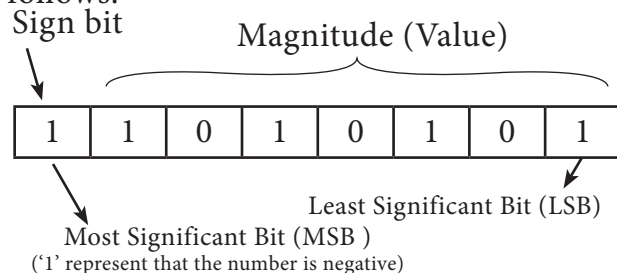 follows:
Sign bit
Magnitude (Value)
1 1 0 1 0 1 0 1
Least Significant Bit (LSB)
Most Significant Bit (MSB )
(‘1’ represent that the number is negative)